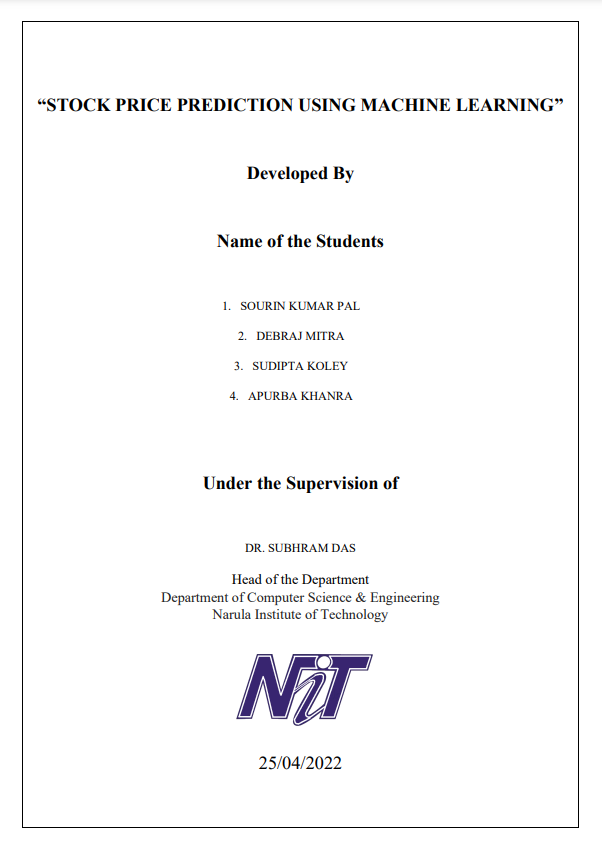 “STOCK PRICE PREDICTION USING MACHINE LEARNING”
Developed By
Name of the Students
1. SOURIN KUMAR PAL
2. DEBRAJ MITRA
3. SUDIPTA KOLEY
4. APURBA KHANRA
Under the Supervision of
DR. SUBHRAM DAS
Head of the Department
Department of Computer Science & Engineering
Narula Institute of Technology
NiT
25/04/2022